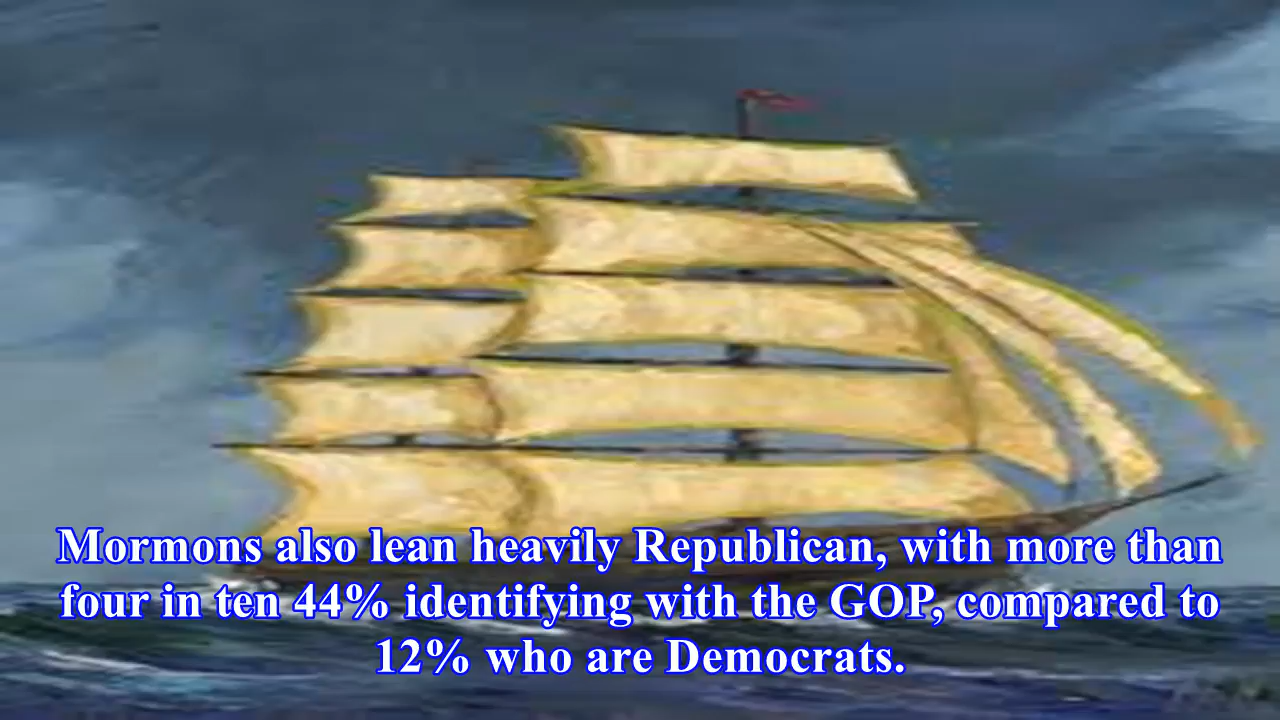 Mormons also lean heavily Republican, with more than
four in ten 44% identifying with the GOP, compared to
12% who are Democrats.